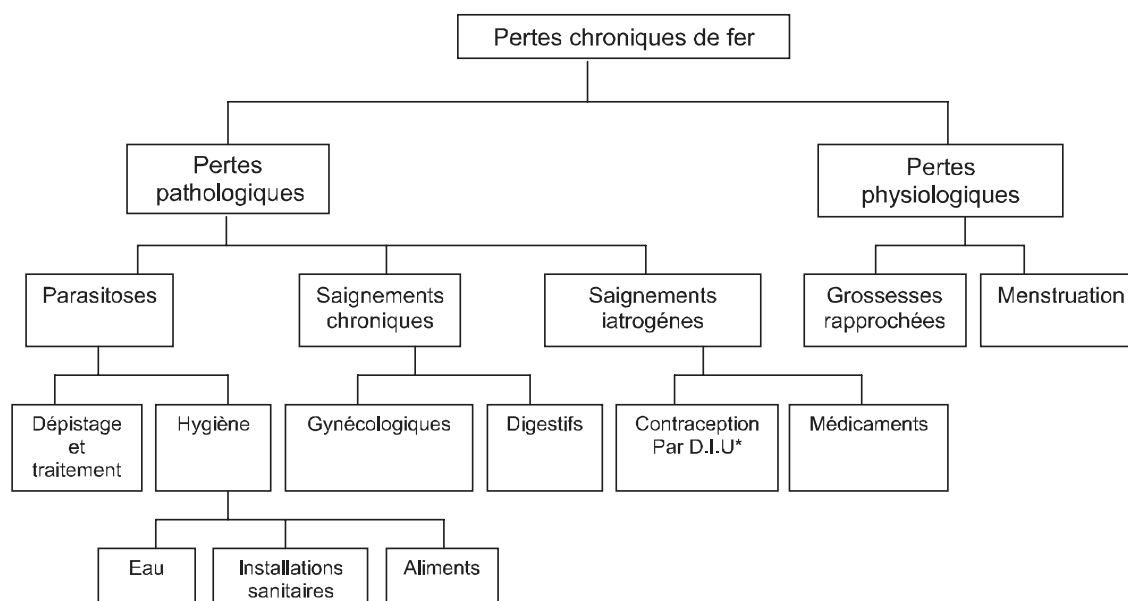 Pertes chroniques de fer
Pertes
pathologiques
Pertes
physiologiques
Parasitoses
Saignements
chroniques
Saignements
iatrogénes
Grossesses
rapprochées
Menstruation
Dépistage
et
traitement
Hygiène
Gynécologiques
Digestifs
Contraception
Par D.I.U*
Médicaments
Eau
Installations
sanitaires
Aliments